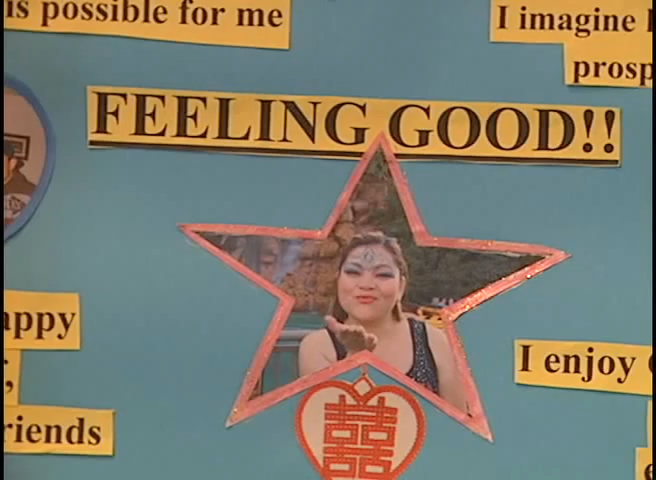 is possible for me
I imagine
prosp
FEELING GOOD!!
appy
I enjoy
riends
囍